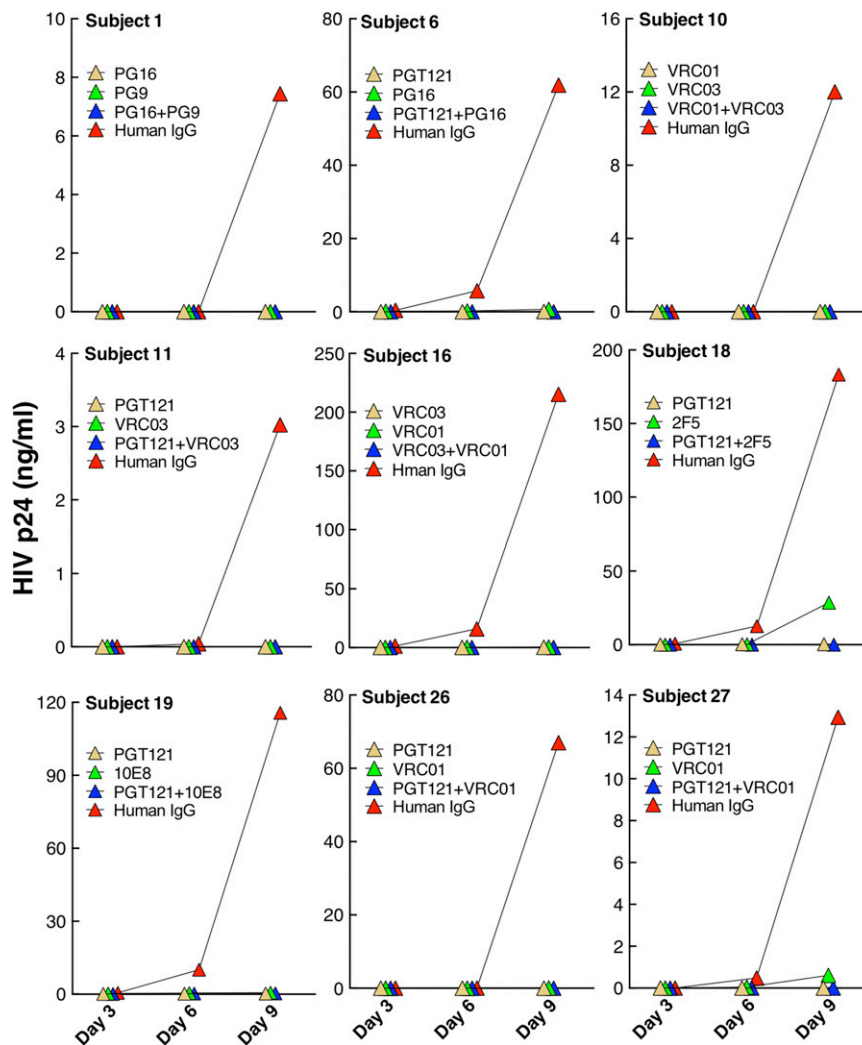 HIV p24 (ng/ml)
Subject 1
10
8
6
4
2
0
PG16
PG9
PG16+PG9
Human IgG
Subject 6
80
60
40
20
0
PGT121
PG16
PGT121+PG16
Human IgG
Subject 10
16
12
8
4
0
VRC01
VRC03
VRC01+VRC03
Human IgG
Subject 11
4
3
2
1
0
PGT121
VRC03
PGT121+VRC03
Human IgG
Subject 16
250
200
150
100
50
0
VRC03
VRC01
VRC03+VRC01
Hman IgG
Subject 18
200
150
100
50
0
PGT121
2F5
PGT121+2F5
Human IgG
Subject 19
120
90
60
30
0
PGT121
10E8
PGT121+10E8
Human IgG
Day 3
Day 6
Day 9
Subject 26
80
60
40
20
0
PGT121
VRC01
PGT121+VRC01
Human IgG
Day 3
Day 6
Day 9
Subject 27
14
12
10
8
6
4
2
0
PGT121
VRC01
PGT121+VRC01
Human IgG
Day 3
Day 6
Day 9